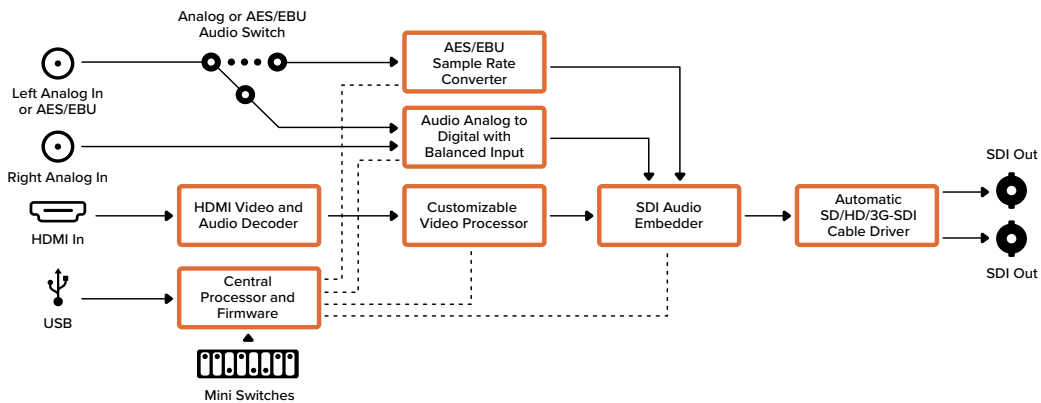 Analog or AES/EBU
Audio Switch
Left Analog In
or AES/EBU
AES/EBU
Sample Rate
Converter
Audio Analog to
Digital with
Balanced Input
Right Analog In
HDMI In
HDMI Video and
Audio Decoder
Customizable
Video Processor
SDI Audio
Embedder
Automatic
SD/HD/3G-SDI
Cable Driver
SDI Out
SDI Out
USB
Central
Processor and
Firmware
Mini Switches